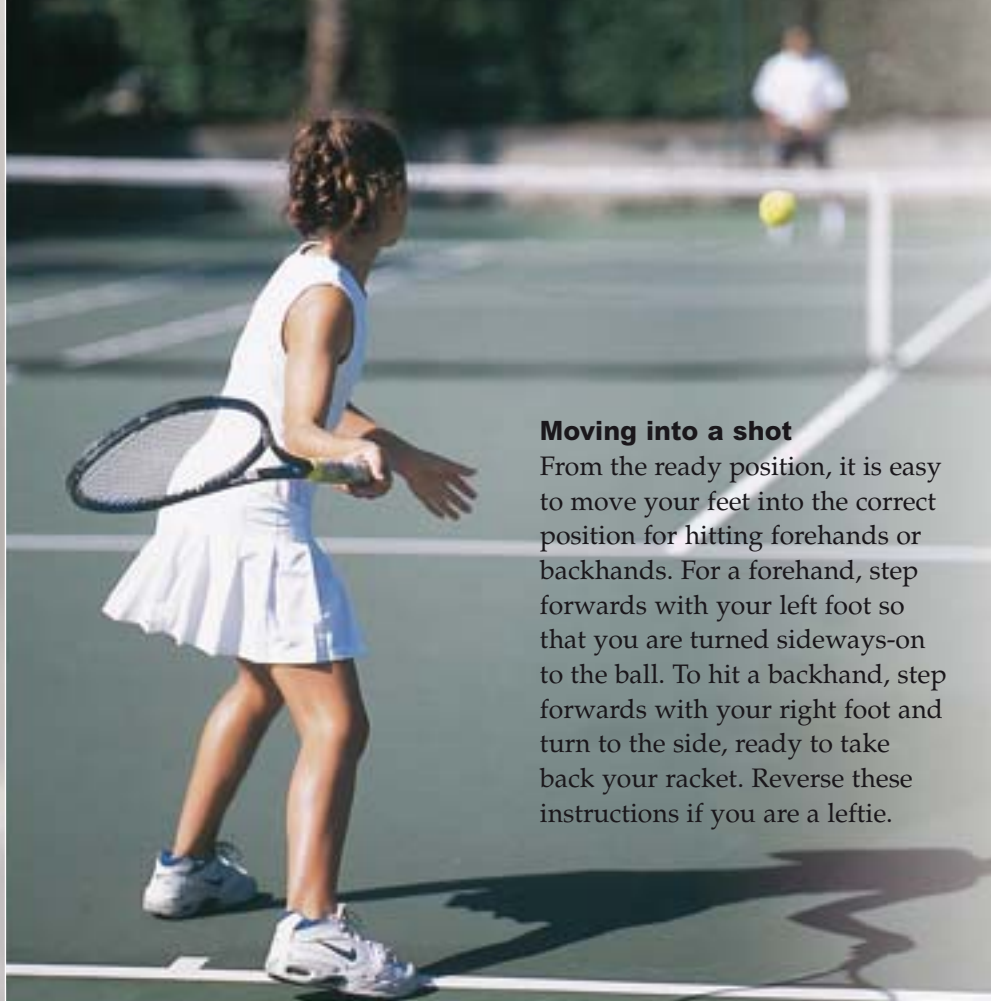 Moving into a shot
From the ready position, it is easy
to move your feet into the correct
position for hitting forehands or
backhands. For a forehand, step
forwards with your left foot so
that you are turned sideways-on
to the ball. To hit a backhand, step
forwards with your right foot and
turn to the side, ready to take
back your racket. Reverse these
instructions if you are a leftie.